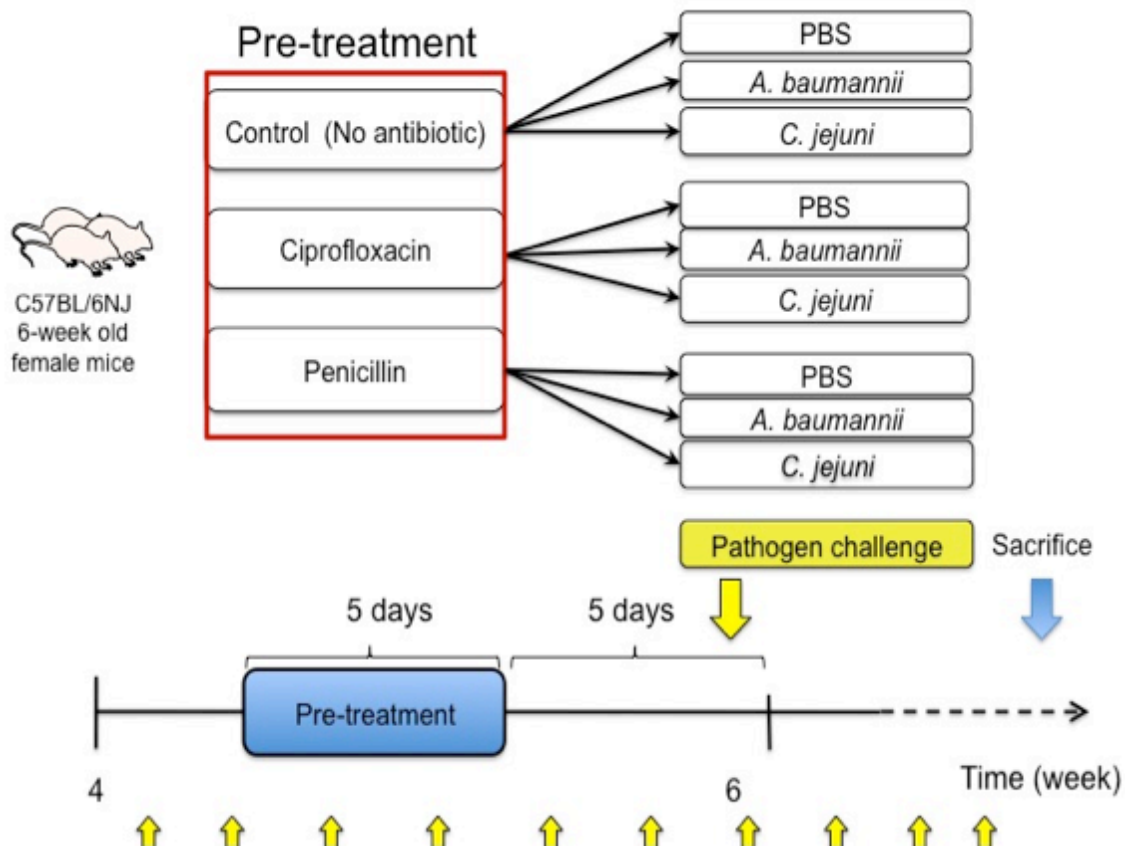 Pre-treatment
Control (No antibiotic)
Ciprofloxacin
Penicillin
C57BL/6NJ
6-week old
female mice
PBS
A. baumannii
C. jejuni
PBS
A. baumannii
C. jejuni
PBS
A. baumannii
C. jejuni
Pathogen challenge
Sacrifice
5 days
5 days
Pre-treatment
4
6
Time (week)